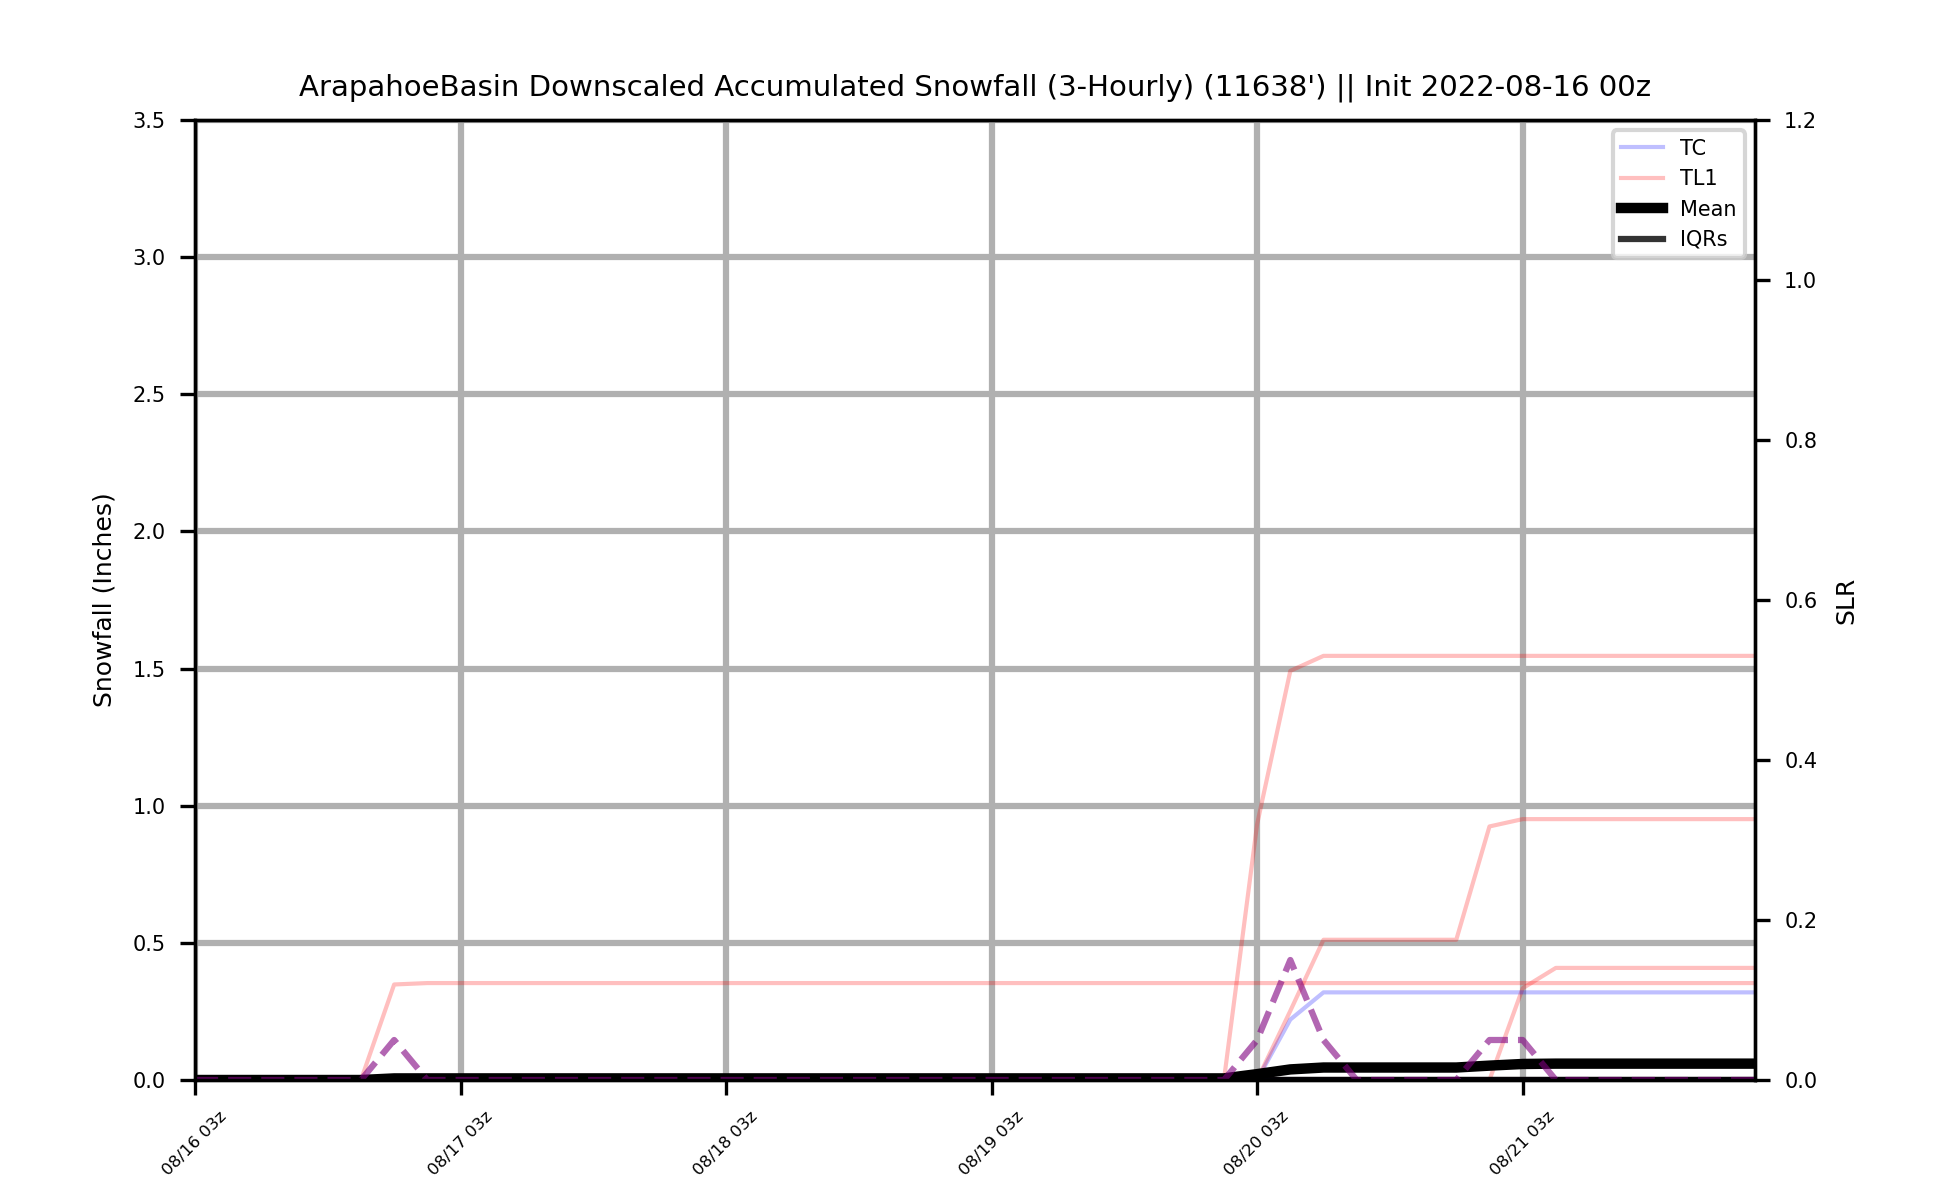 ArapahoeBasin Downscaled Accumulated Snowfall (3-Hourly) (11638') || Init 2022-08-16 00z
3.5
3.0
2.5
2.0
1.5
1.0
0.5
0.0
Snowfall (Inches)
TC
TL1
Mean
IQRs
1.2
1.0
0.8
0.6
0.4
0.2
0.0
SLR
08/16 03z
08/17 03z
08/18 03z
08/19 03z
08/20 03z
08/21 03z